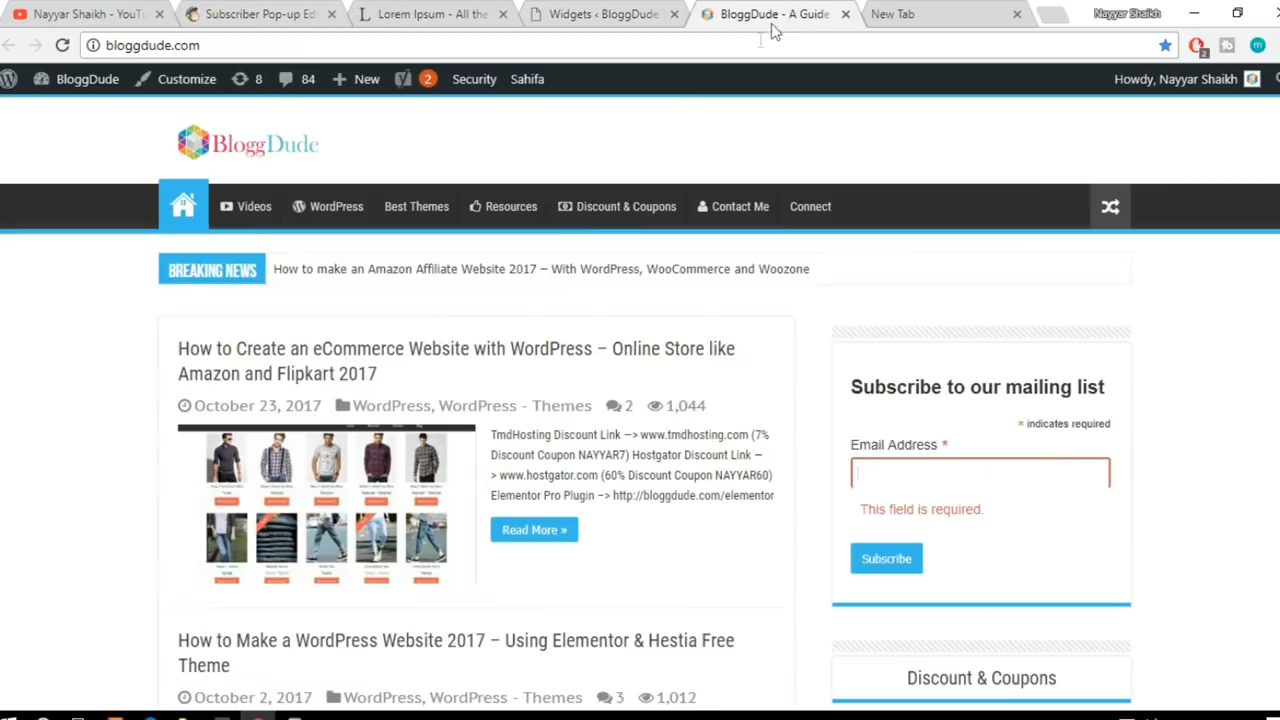 Nayyar Shaikh - YouTu
Subscriber Pop-up Edi
Lorem Ipsum - All the
Widgets ‹ BloggDude
BloggDude - A Guide
New Tab
Nayyar Shaikh
bloggdude.com
2
BloggDude
Customize
8
84
New
2
Security
Sahifa
Howdy, Nayyar Shaikh
BloggDude
Videos
WordPress
Best Themes
Resources
Discount & Coupons
Contact Me
Connect
BREAKING NEWS
How to make an Amazon Affiliate Website 2017 – With WordPress, WooCommerce and Woozone
How to Create an eCommerce Website with WordPress – Online Store like
Amazon and Flipkart 2017
October 23, 2017 WordPress, WordPress - Themes 2 1,044
TmdHosting Discount Link —> www.tmdhosting.com (7%
Discount Coupon NAYYAR7) Hostgator Discount Link —
> www.hostgator.com (60% Discount Coupon NAYYAR60)
Elementor Pro Plugin —> http://bloggdude.com/elementor
Read More »
How to Make a WordPress Website 2017 – Using Elementor & Hestia Free
Theme
October 2, 2017 WordPress, WordPress - Themes 3 1,012
Subscribe to our mailing list
* indicates required
Email Address *
This field is required.
Subscribe
Discount & Coupons